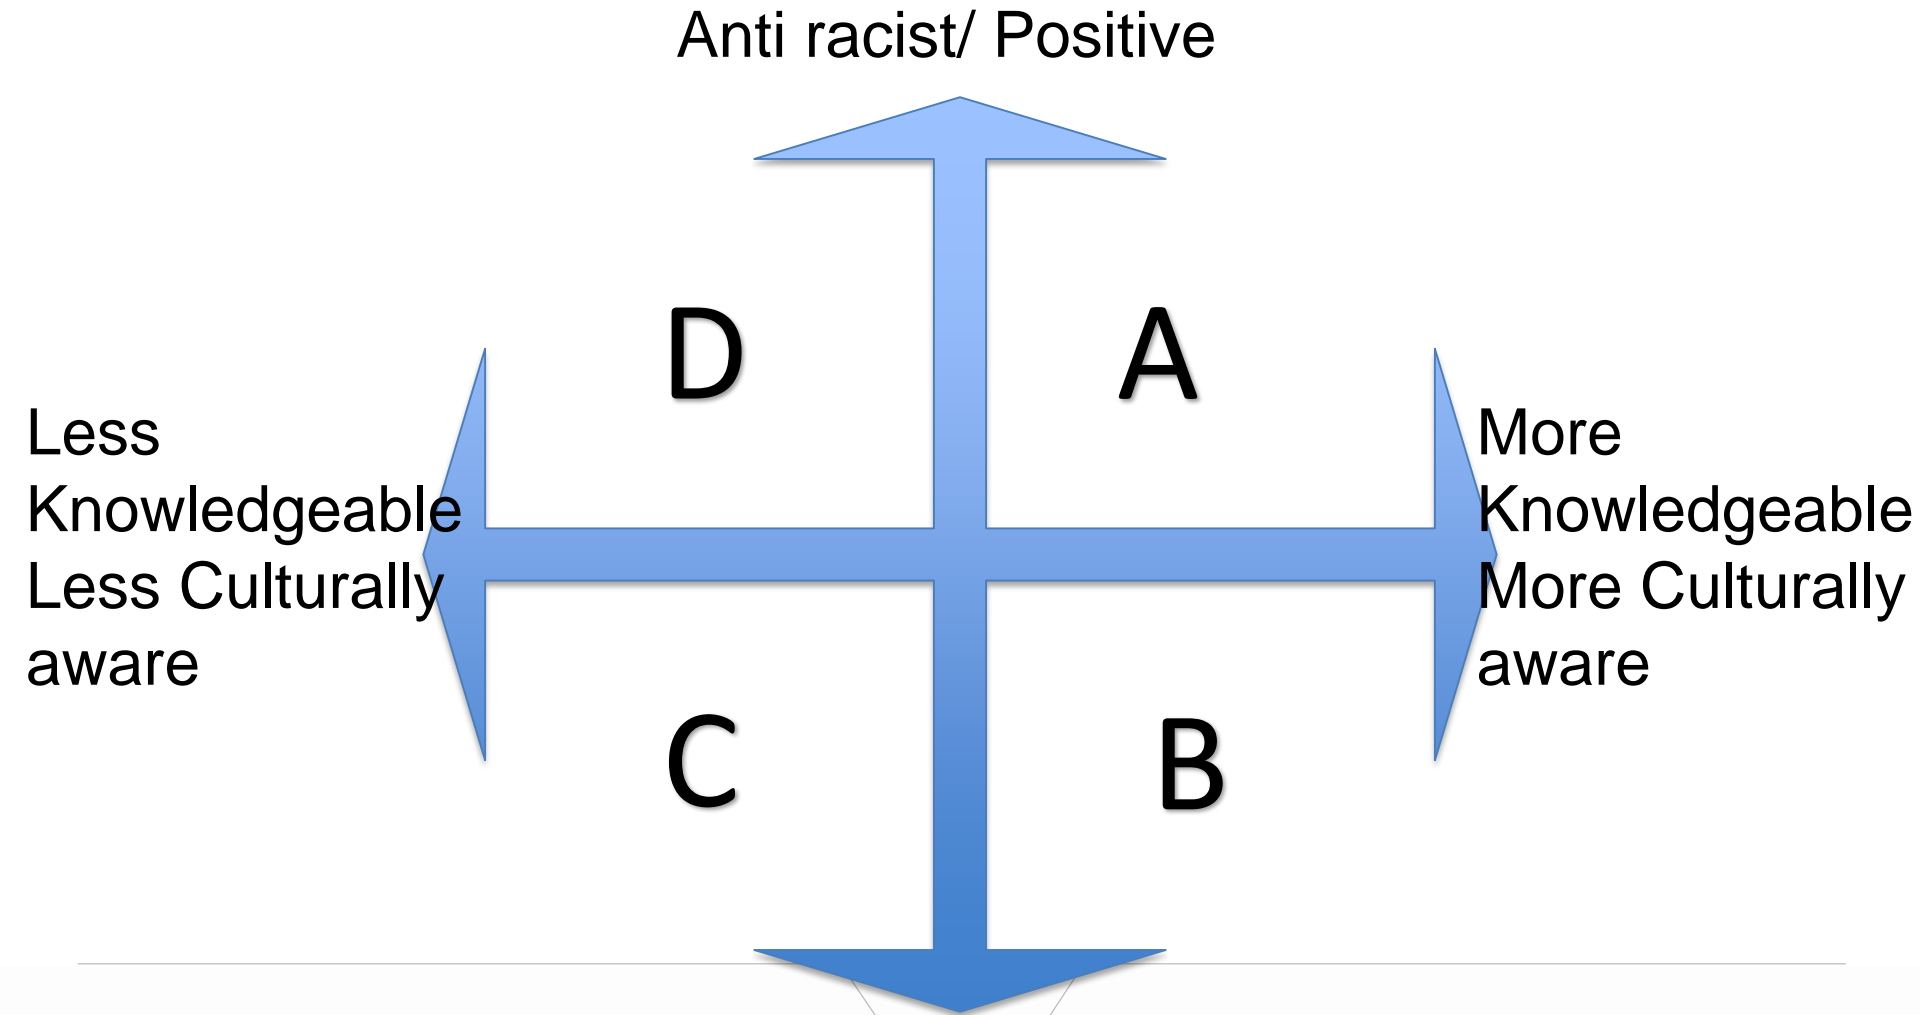 Anti racist/ Positive
D
A
Less
Knowledgeable
Less Culturally
aware
More
Knowledgeable
More Culturally
aware
C
B